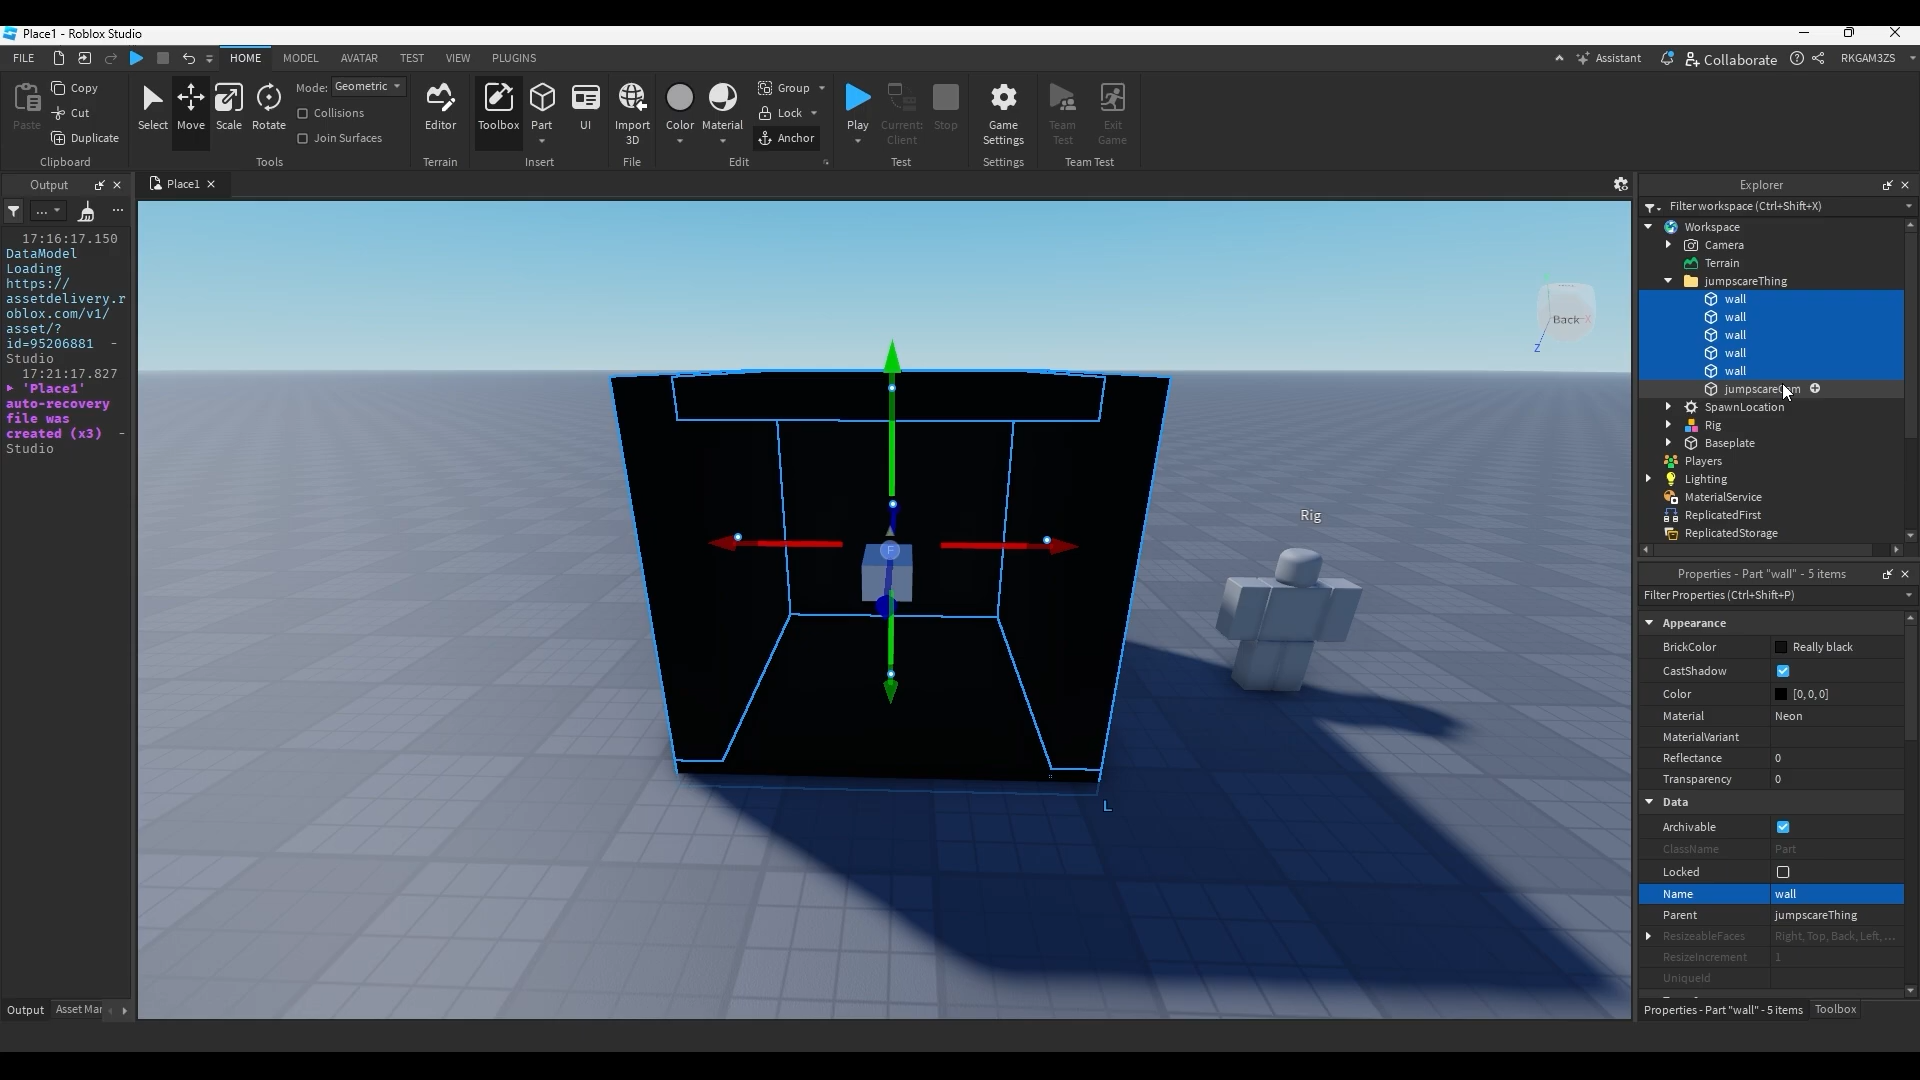 Place1 - Roblox Studio
FILE
HOME
MODEL
AVATAR
TEST
VIEW
PLUGINS
Assistant
Collaborate
RKGAM3ZS
Paste
Copy
Cut
Duplicate
Clipboard
Select
Move
Scale
Rotate
Mode: Geometric
Collisions
Join Surfaces
Tools
Editor
Terrain
Toolbox
Part
UI
Insert
Import
3D
File
Color
Material
Group
Lock
Anchor
Edit
Play
Current:
Client
Stop
Test
Game
Settings
Settings
Team
Test
Exit
Game
Team Test
Output
...
17:16:17.150
DataModel
Loading
https://
assetdelivery.r
oblox.com/v1/
asset/?
id=95206881 -
Studio
17:21:17.827
'Place1'
auto-recovery
file was
created (x3) -
Studio
Output
Asset Mar
Place1
Back
X
Z
Rig
F
L
Explorer
Filter workspace (Ctrl+Shift+X)
Workspace
Camera
Terrain
jumpscareThing
wall
wall
wall
wall
wall
SpawnLocation
Rig
Baseplate
Players
Lighting
MaterialService
ReplicatedFirst
ReplicatedStorage
Properties - Part "wall" - 5 items
Filter Properties (Ctrl+Shift+P)
Appearance
BrickColor Really black
CastShadow
Color [0, 0, 0]
Material Neon
MaterialVariant
Reflectance 0
Transparency 0
Data
Archivable
ClassName Part
Locked
Name wall
Parent jumpscareThing
ResizeableFaces Right, Top, Back, Left, ...
ResizeIncrement 1
UniqueId
Properties - Part "wall" - 5 items
Toolbox